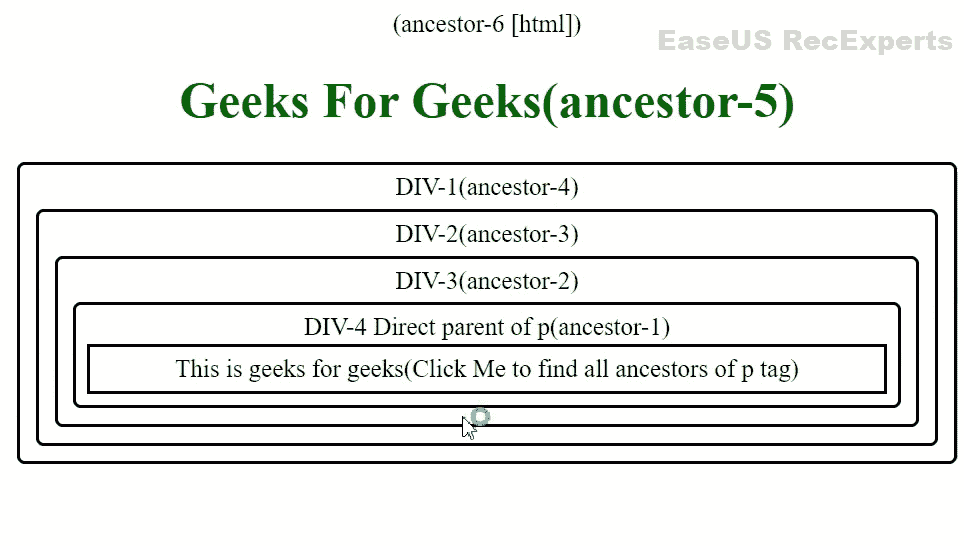 (ancestor-6 [html])
EaseUS RecExperts
Geeks For Geeks(ancestor-5)
DIV-1(ancestor-4)
DIV-2(ancestor-3)
DIV-3(ancestor-2)
DIV-4 Direct parent of p(ancestor-1)
This is geeks for geeks(Click Me to find all ancestors of p tag)